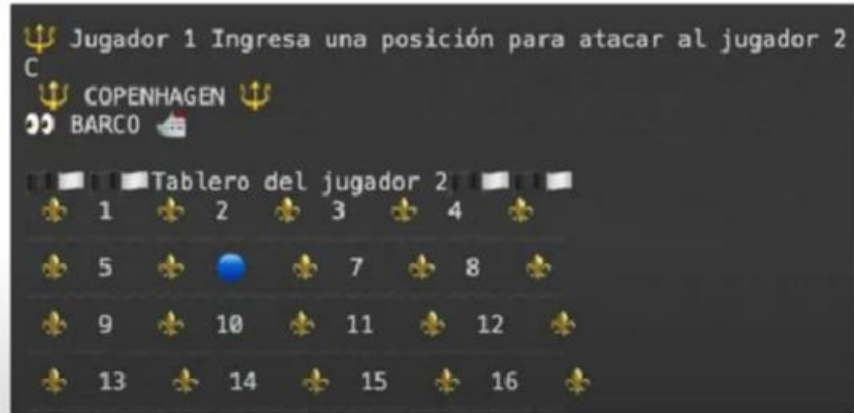 🔱 Jugador 1 Ingresa una posición para atacar al jugador 2
C
🔱 COPENHAGEN 🔱
👀 BARCO 🛥️
🏴🏳️🏴🏳️Tablero del jugador 2🏴🏳️🏴🏳️
⚜️ 1 ⚜️ 2 ⚜️ 3 ⚜️ 4 ⚜️
⚜️ 5 ⚜️ 🔵 ⚜️ 7 ⚜️ 8 ⚜️
⚜️ 9 ⚜️ 10 ⚜️ 11 ⚜️ 12 ⚜️
⚜️ 13 ⚜️ 14 ⚜️ 15 ⚜️ 16 ⚜️